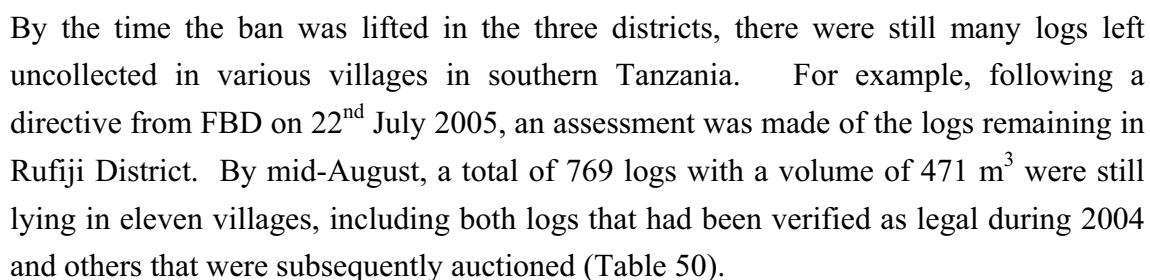 By the time the ban was lifted in the three districts, there were still many logs left
uncollected in various villages in southern Tanzania.   For example, following a
directive from FBD on 22nd July 2005, an assessment was made of the logs remaining in
Rufiji District.  By mid-August, a total of 769 logs with a volume of 471 m³ were still
lying in eleven villages, including both logs that had been verified as legal during 2004
and others that were subsequently auctioned (Table 50).